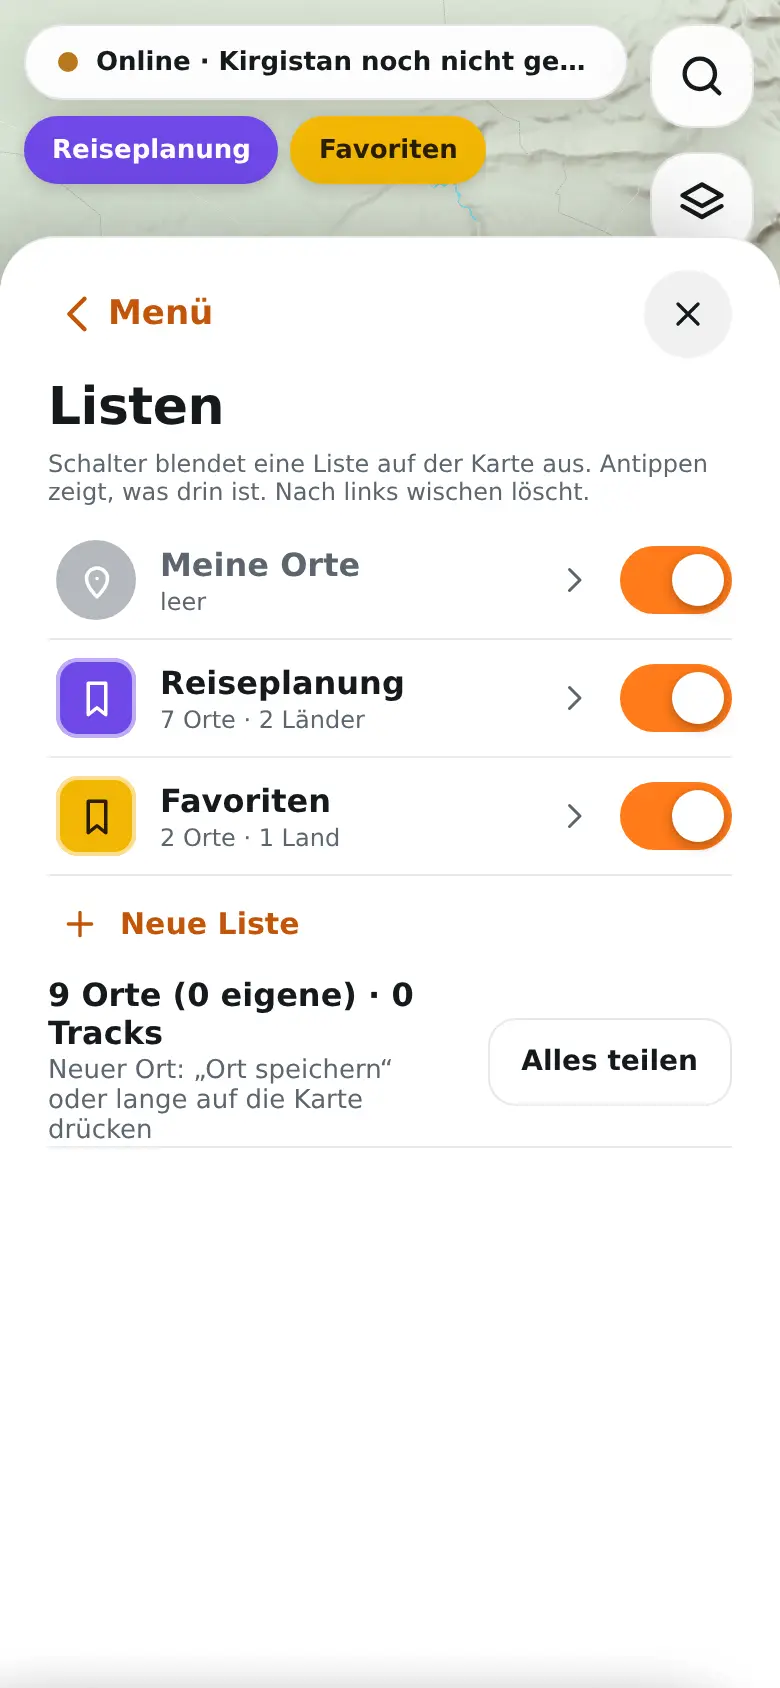 Online · Kirgistan noch nicht ge…
Reiseplanung
Favoriten
Menü
Listen
Schalter blendet eine Liste auf der Karte aus. Antippen
zeigt, was drin ist. Nach links wischen löscht.
Meine Orte
leer
Reiseplanung
7 Orte · 2 Länder
Favoriten
2 Orte · 1 Land
Neue Liste
9 Orte (0 eigene) · 0
Tracks
Neuer Ort: „Ort speichern“
oder lange auf die Karte
drücken
Alles teilen